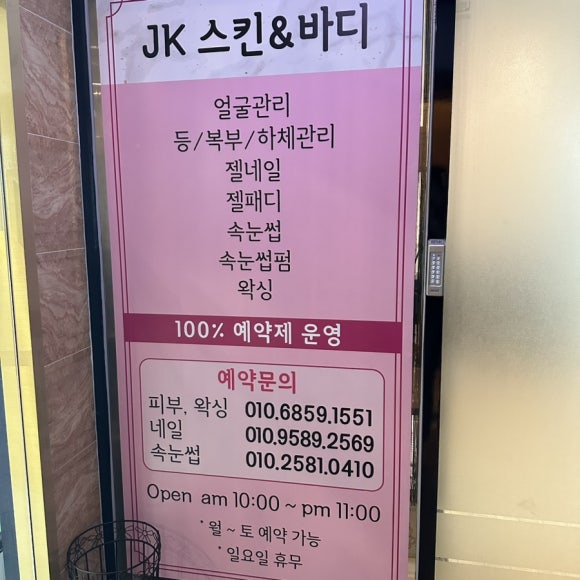 JK 스킨&바디
얼굴관리
등/복부/하체관리
젤네일
젤패디
속눈썹
속눈썹펌
왁싱
100% 예약제 운영
예약문의
피부, 왁싱 010.6859.1551
네일 010.9589.2569
속눈썹 010.2581.0410
Open am 10:00 ~ pm 11:00
* 월 ~ 토 예약 가능
* 일요일 휴무